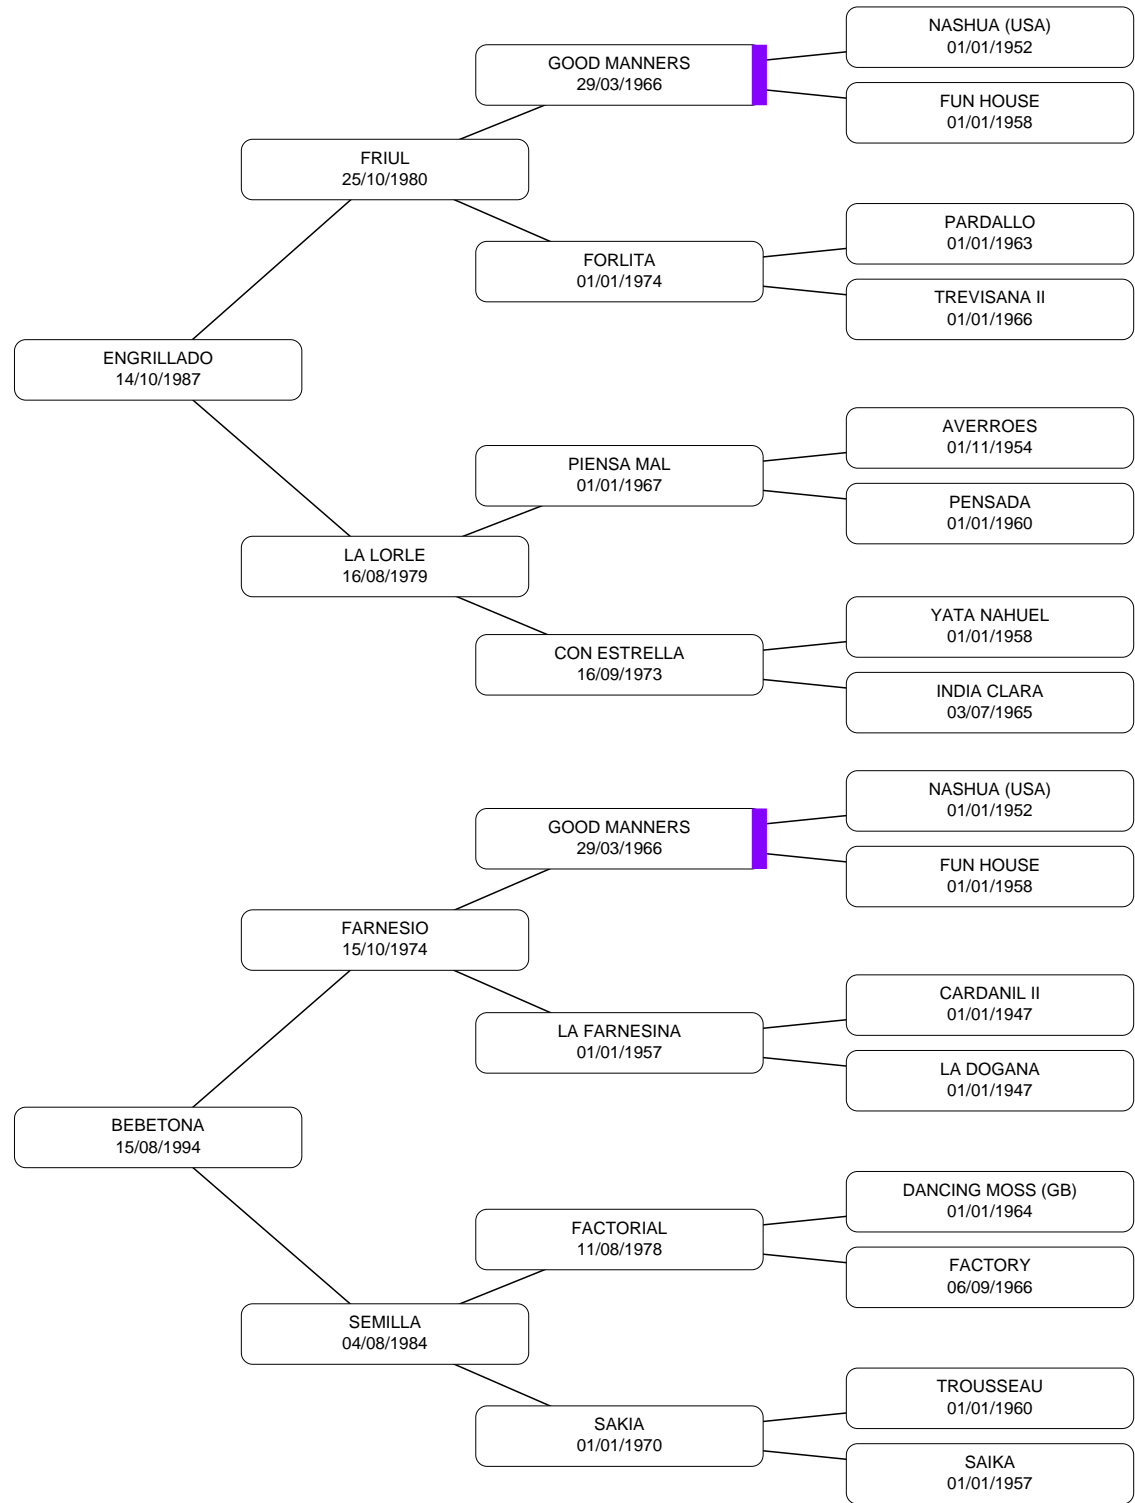 NASHUA (USA)
01/01/1952
GOOD MANNERS
29/03/1966
FUN HOUSE
01/01/1958
FRIUL
25/10/1980
PARDALLO
01/01/1963
FORLITA
01/01/1974
TREVISANA II
01/01/1966
ENGRILLADO
14/10/1987
AVERROES
01/11/1954
PIENSA MAL
01/01/1967
PENSADA
01/01/1960
LA LORLE
16/08/1979
YATA NAHUEL
01/01/1958
CON ESTRELLA
16/09/1973
INDIA CLARA
03/07/1965
NASHUA (USA)
01/01/1952
GOOD MANNERS
29/03/1966
FUN HOUSE
01/01/1958
FARNESIO
15/10/1974
CARDANIL II
01/01/1947
LA FARNESINA
01/01/1957
LA DOGANA
01/01/1947
BEBETONA
15/08/1994
DANCING MOSS (GB)
01/01/1964
FACTORIAL
11/08/1978
FACTORY
06/09/1966
SEMILLA
04/08/1984
TROUSSEAU
01/01/1960
SAKIA
01/01/1970
SAIKA
01/01/1957